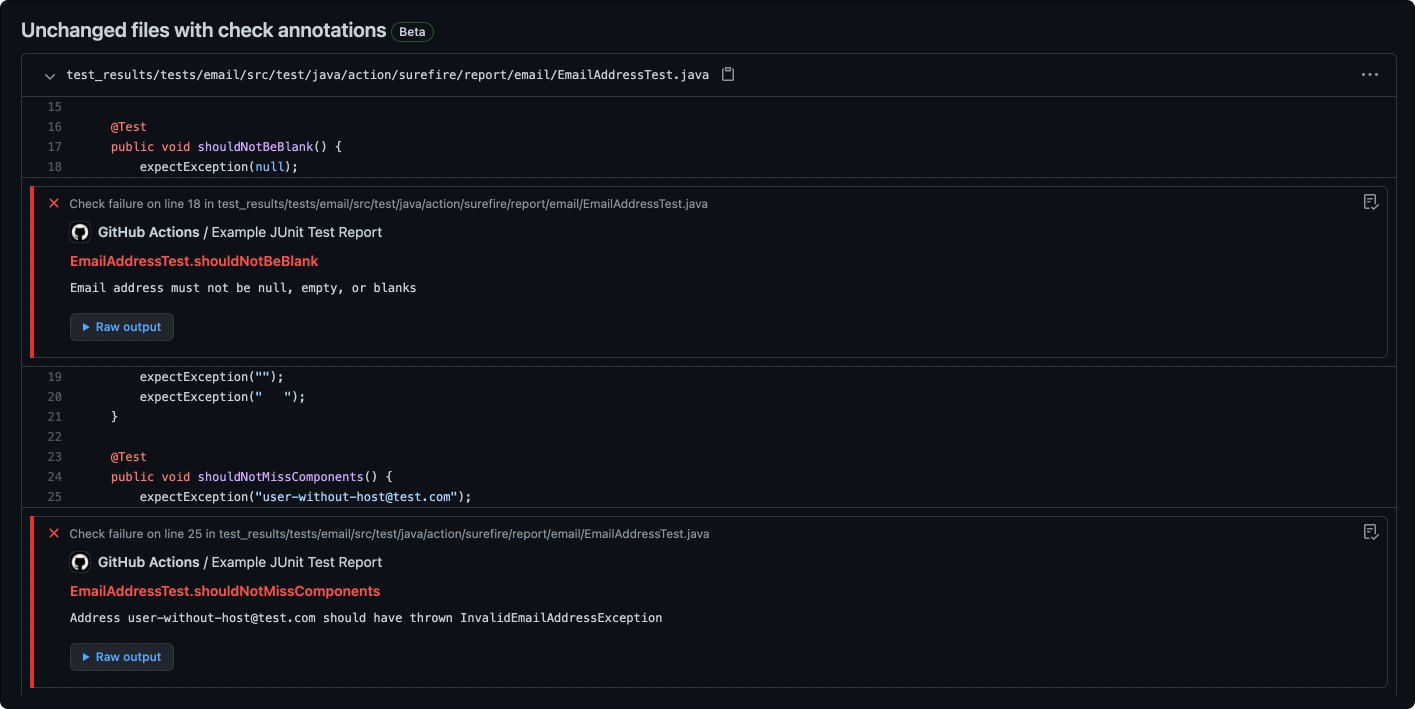 Unchanged files with check annotations Beta
test_results/tests/email/src/test/java/action/surefire/report/email/EmailAddressTest.java
15
16 @Test
17 public void shouldNotBeBlank() {
18 expectException(null);
Check failure on line 18 in test_results/tests/email/src/test/java/action/surefire/report/email/EmailAddressTest.java
GitHub Actions / Example JUnit Test Report
EmailAddressTest.shouldNotBeBlank
Email address must not be null, empty, or blanks
Raw output
19 expectException("");
20 expectException("   ");
21 }
22
23 @Test
24 public void shouldNotMissComponents() {
25 expectException("user-without-host@test.com");
Check failure on line 25 in test_results/tests/email/src/test/java/action/surefire/report/email/EmailAddressTest.java
GitHub Actions / Example JUnit Test Report
EmailAddressTest.shouldNotMissComponents
Address user-without-host@test.com should have thrown InvalidEmailAddressException
Raw output